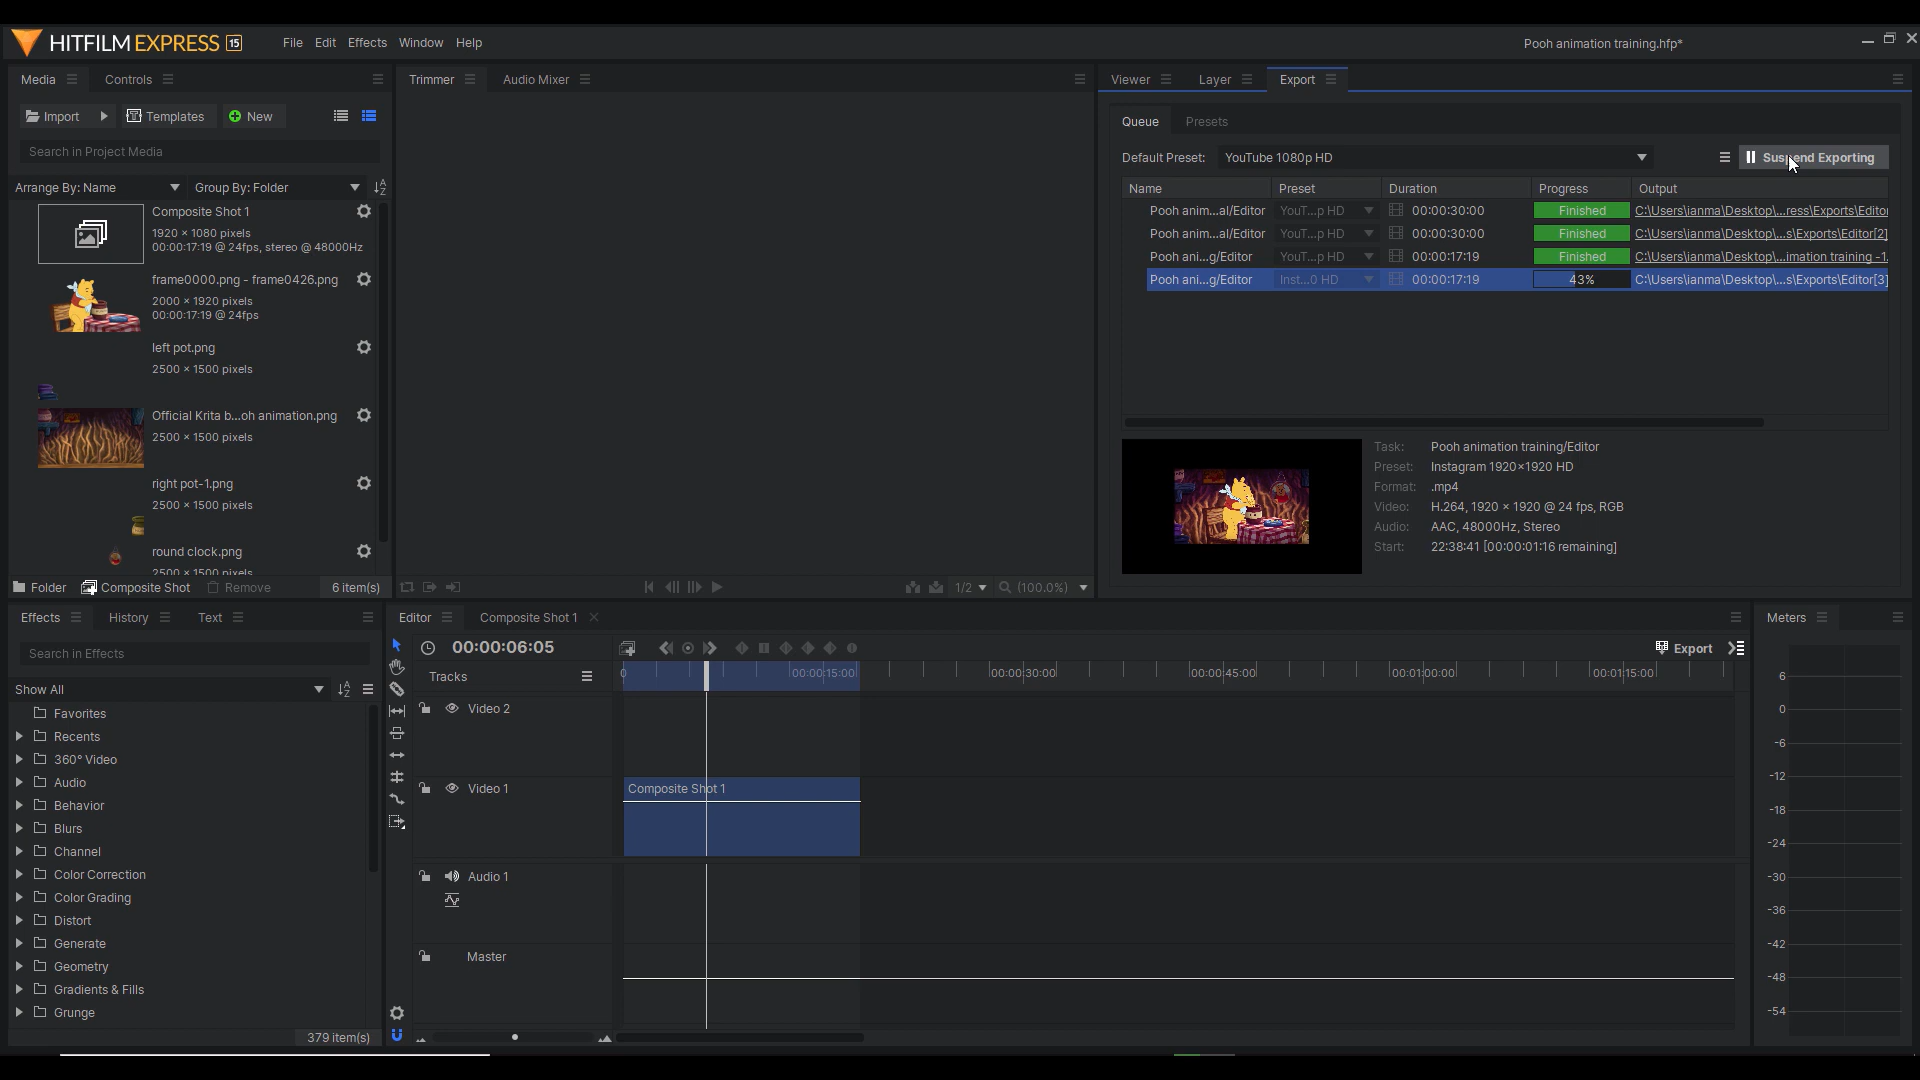 HITFILM EXPRESS 15
File Edit Effects Window Help
Pooh animation training.hfp*
Media Controls
Trimmer Audio Mixer
Viewer Layer Export
Import Templates New
Search in Project Media
Arrange By: Name Group By: Folder
Composite Shot 1
1920 × 1080 pixels
00:00:17:19 @ 24fps, stereo @ 48000Hz
frame0000.png - frame0426.png
2000 × 1920 pixels
00:00:17:19 @ 24fps
left pot.png
2500 × 1500 pixels
Official Krita b...oh animation.png
2500 × 1500 pixels
right pot-1.png
2500 × 1500 pixels
round clock.png
2500 × 1500 pixels
Folder Composite Shot Remove 6 item(s)
1/2 (100.0%)
Queue Presets
Default Preset: YouTube 1080p HD Suspend Exporting
Name Preset Duration Progress Output
Pooh anim...al/Editor YouT...p HD 00:00:30:00 Finished C:\Users\ianma\Desktop\...ress\Exports\Editor
Pooh anim...al/Editor YouT...p HD 00:00:30:00 Finished C:\Users\ianma\Desktop\...s\Exports\Editor[2]
Pooh ani...g/Editor YouT...p HD 00:00:17:19 Finished C:\Users\ianma\Desktop\...imation training -1.
Pooh ani...g/Editor Inst...0 HD 00:00:17:19 43% C:\Users\ianma\Desktop\...s\Exports\Editor[3]
Task: Pooh animation training/Editor
Preset: Instagram 1920×1920 HD
Format: .mp4
Video: H.264, 1920 × 1920 @ 24 fps, RGB
Audio: AAC, 48000Hz, Stereo
Start: 22:38:41 [00:00:01:16 remaining]
Effects History Text
Search in Effects
Show All
Favorites
Recents
360° Video
Audio
Behavior
Blurs
Channel
Color Correction
Color Grading
Distort
Generate
Geometry
Gradients & Fills
Grunge
379 item(s)
Editor Composite Shot 1
00:00:06:05 Export
Tracks
0 00:00:15:00 00:00:30:00 00:00:45:00 00:01:00:00 00:01:15:00
Video 2
Video 1
Composite Shot 1
Audio 1
Master
Meters
6
0
-6
-12
-18
-24
-30
-36
-42
-48
-54